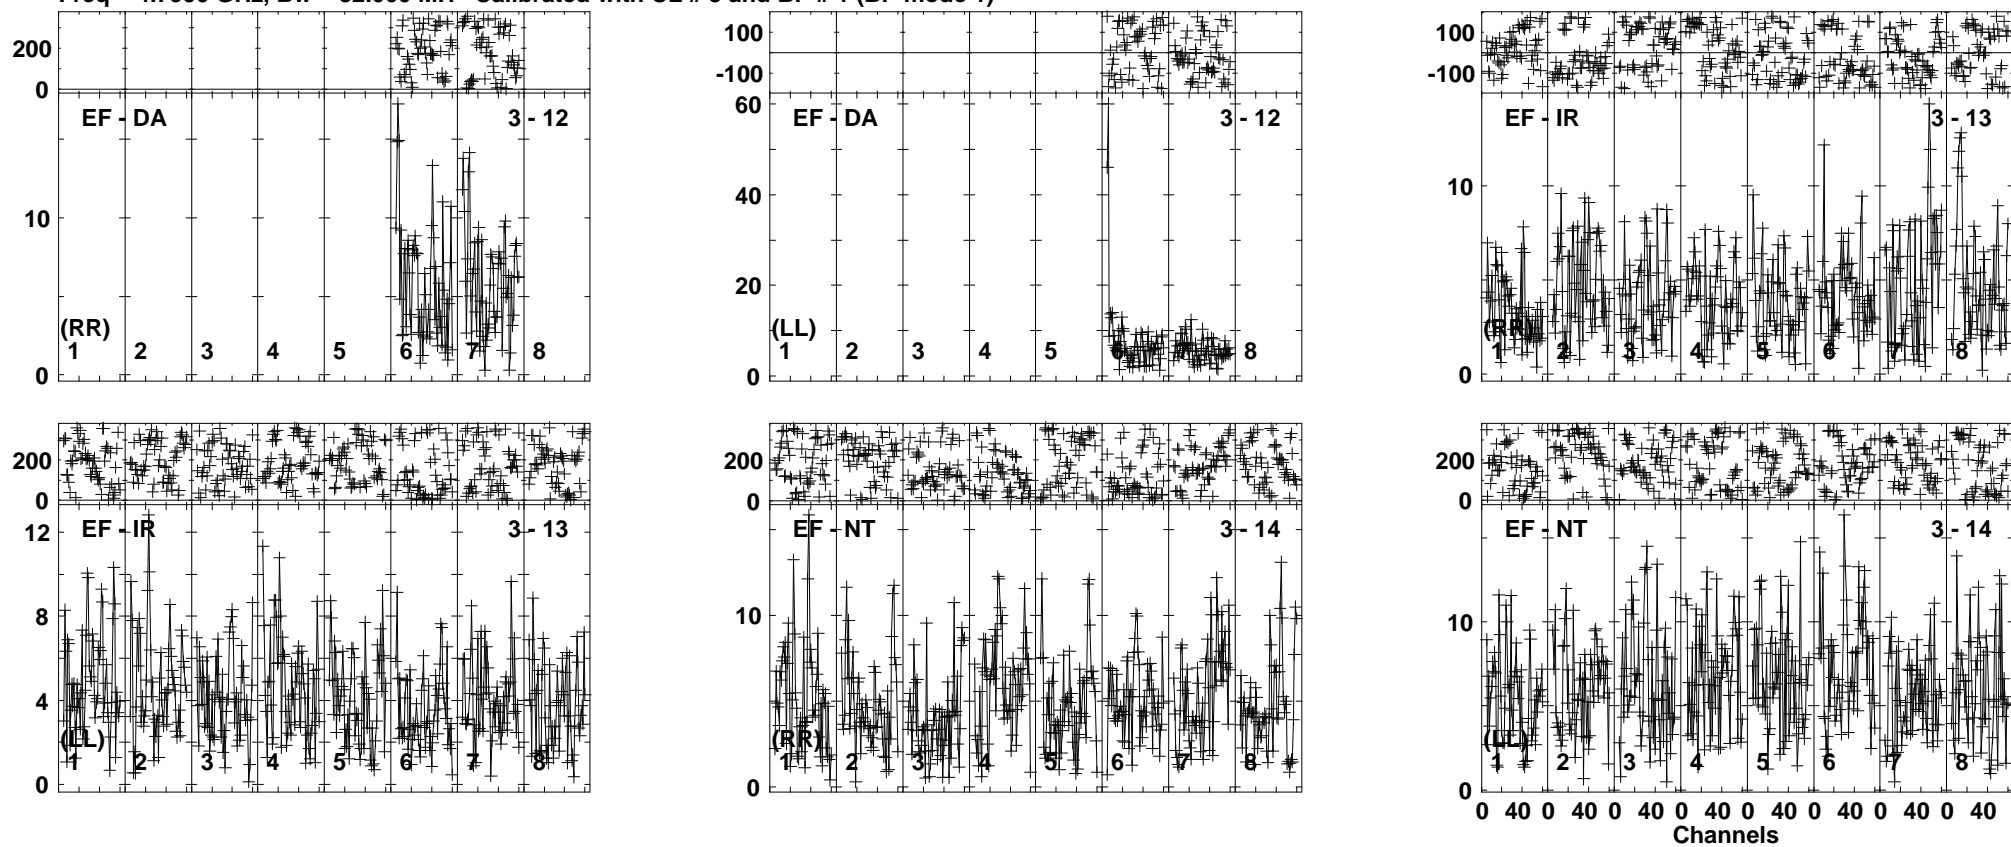 200
0
EF - DA
3 - 12
10
0
(RR)
1 2 3 4 5 6 7 8
100
-100
60
EF - DA
3 - 12
40
20
0
(LL)
1 2 3 4 5 6 7 8
100
-100
EF - IR
3 - 13
10
0
(RR)
1 2 3 4 5 6 7 8
200
0
12
EF - IR
3 - 13
8
4
0
(LL)
1 2 3 4 5 6 7 8
200
0
EF - NT
3 - 14
10
0
(RR)
1 2 3 4 5 6 7 8
200
0
EF - NT
3 - 14
10
0
(LL)
1 2 3 4 5 6 7 8
0 40 0 40 0 40 0 40 0 40 0 40 0 40 0 40
Channels